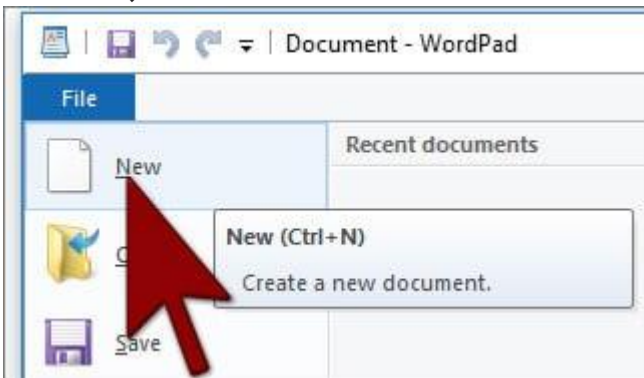 Document - WordPad
File
New
Recent documents
New (Ctrl+N)
Create a new document.
Save